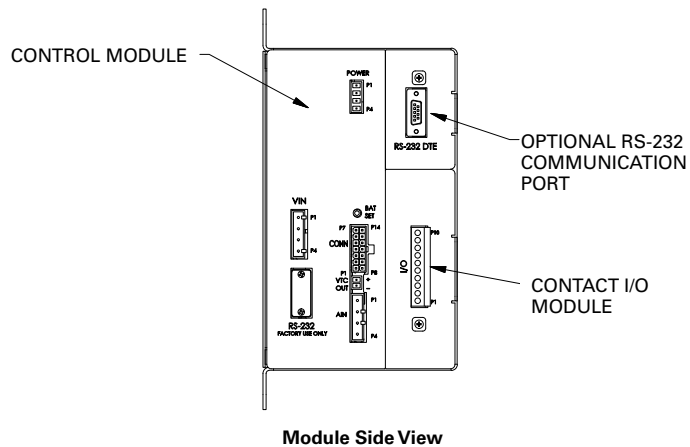 CONTROL MODULE
POWER
P1
P4
RS-232 DTE
OPTIONAL RS-232
COMMUNICATION
PORT
VIN
P1
P4
BAT
SET
P7
P14
CONN
P1
P8
VTC
OUT
+
–
AIN
P1
P4
RS-232
FACTORY USE ONLY
I/O
P10
P1
CONTACT I/O
MODULE
Module Side View